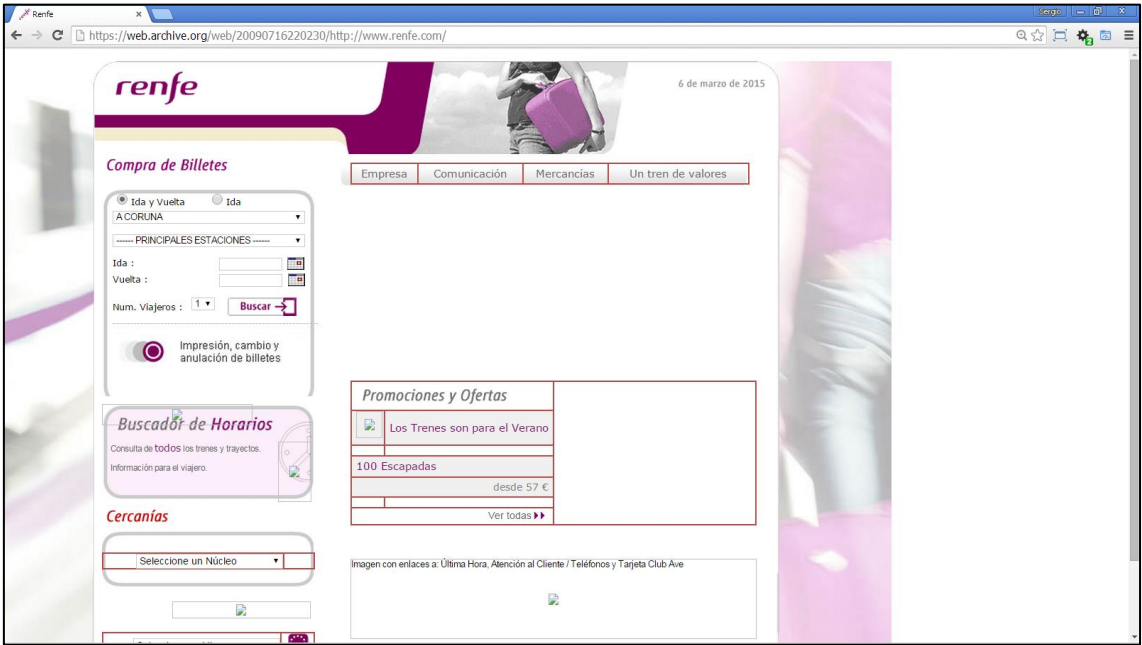 Renfe
Sergio
https://web.archive.org/web/20090716220230/http://www.renfe.com/
renfe
6 de marzo de 2015
Compra de Billetes
Empresa Comunicación Mercancías Un tren de valores
Ida y Vuelta Ida
A CORUNA
------ PRINCIPALES ESTACIONES ------
Ida :
Vuelta :
Num. Viajeros : 1 Buscar
Impresión, cambio y
anulación de billetes
Promociones y Ofertas
Los Trenes son para el Verano
100 Escapadas
desde 57 €
Ver todas
Buscador de Horarios
Consulta de todos los trenes y trayectos.
Información para el viajero.
Cercanías
Seleccione un Núcleo
Imagen con enlaces a: Última Hora, Atención al Cliente / Teléfonos y Tarjeta Club Ave